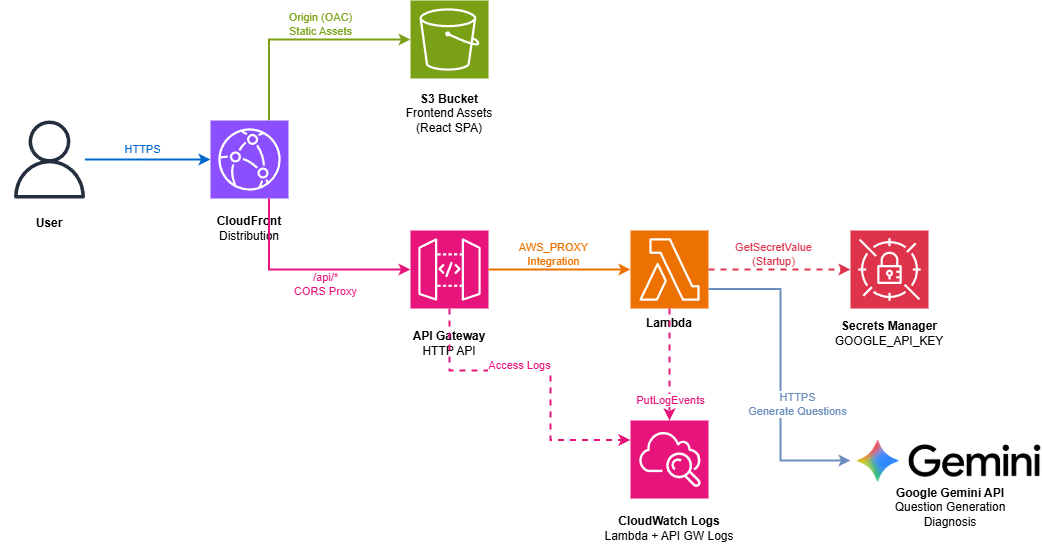 Origin (OAC)
Static Assets
S3 Bucket
Frontend Assets
(React SPA)
HTTPS
User
CloudFront
Distribution
/api/*
CORS Proxy
API Gateway
HTTP API
AWS_PROXY
Integration
Lambda
GetSecretValue
(Startup)
Secrets Manager
GOOGLE_API_KEY
Access Logs
PutLogEvents
HTTPS
Generate Questions
CloudWatch Logs
Lambda + API GW Logs
Gemini
Google Gemini API
Question Generation
Diagnosis